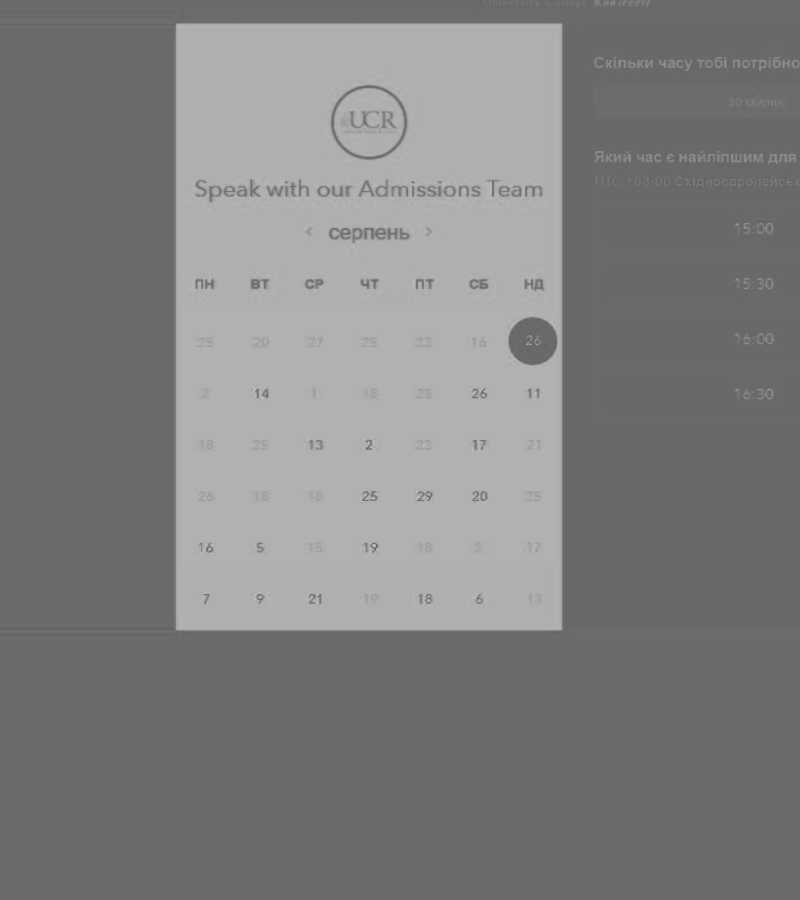 University College Roosevelt
UCR
Speak with our Admissions Team
‹ серпень ›
ПН ВТ СР ЧТ ПТ СБ НД
25 20 27 25 23 16 26
2 14 1 18 25 26 11
18 25 13 2 23 17 21
26 18 18 25 29 20 25
16 5 15 19 18 2 17
7 9 21 19 18 6 13
Скільки часу тобі потрібно
30 хвилин
Який час є найліпшим для
UTC +03:00 Східноєвропейськ
15:00
15:30
16:00
16:30